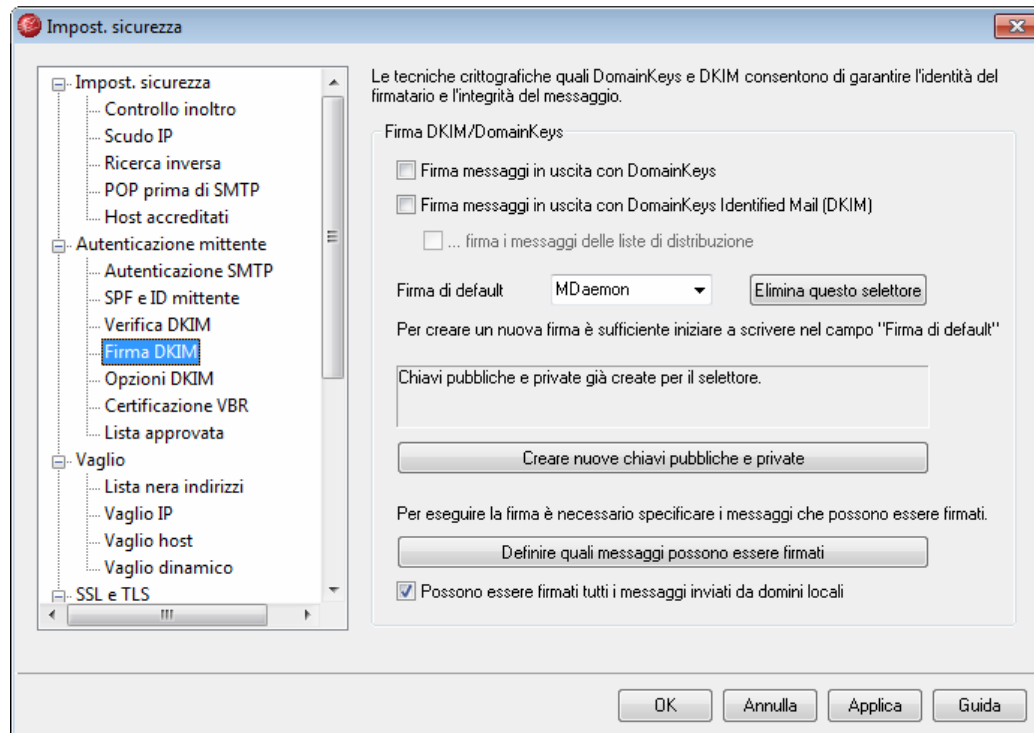 Impost. sicurezza
Impost. sicurezza
Controllo inoltro
Scudo IP
Ricerca inversa
POP prima di SMTP
Host accreditati
Autenticazione mittente
Autenticazione SMTP
SPF e ID mittente
Verifica DKIM
Firma DKIM
Opzioni DKIM
Certificazione VBR
Lista approvata
Vaglio
Lista nera indirizzi
Vaglio IP
Vaglio host
Vaglio dinamico
SSL e TLS
Le tecniche crittografiche quali DomainKeys e DKIM consentono di garantire l'identità del
firmatario e l'integrità del messaggio.
Firma DKIM/DomainKeys
Firma messaggi in uscita con DomainKeys
Firma messaggi in uscita con DomainKeys Identified Mail (DKIM)
... firma i messaggi delle liste di distribuzione
Firma di default MDaemon Elimina questo selettore
Per creare un nuova firma è sufficiente iniziare a scrivere nel campo "Firma di default"
Chiavi pubbliche e private già create per il selettore.
Creare nuove chiavi pubbliche e private
Per eseguire la firma è necessario specificare i messaggi che possono essere firmati.
Definire quali messaggi possono essere firmati
Possono essere firmati tutti i messaggi inviati da domini locali
OK Annulla Applica Guida